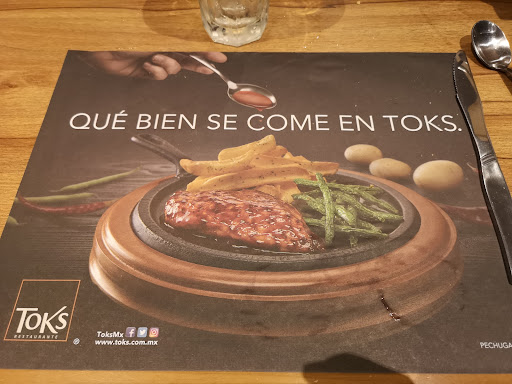 QUÉ BIEN SE COME EN TOKS.
TOKS
RESTAURANTE ®
ToksMx
www.toks.com.mx
PECHUGA